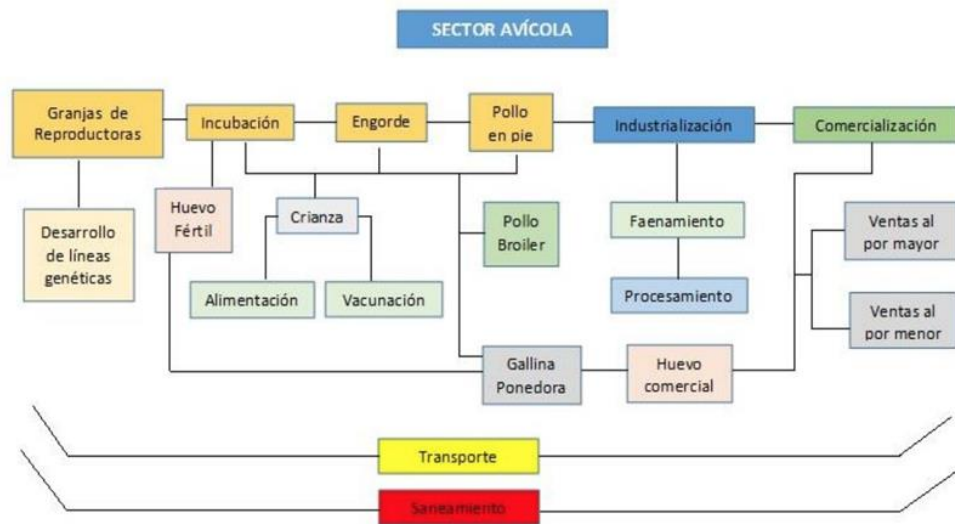 SECTOR AVÍCOLA
Granjas de
Reproductoras
Incubación
Engorde
Pollo
en pie
Industrialización
Comercialización
Huevo
Fértil
Crianza
Pollo
Broiler
Faenamiento
Ventas al
por mayor
Desarrollo
de líneas
genéticas
Alimentación
Vacunación
Procesamiento
Ventas al
por menor
Gallina
Ponedora
Huevo
comercial
Transporte
Saneamiento